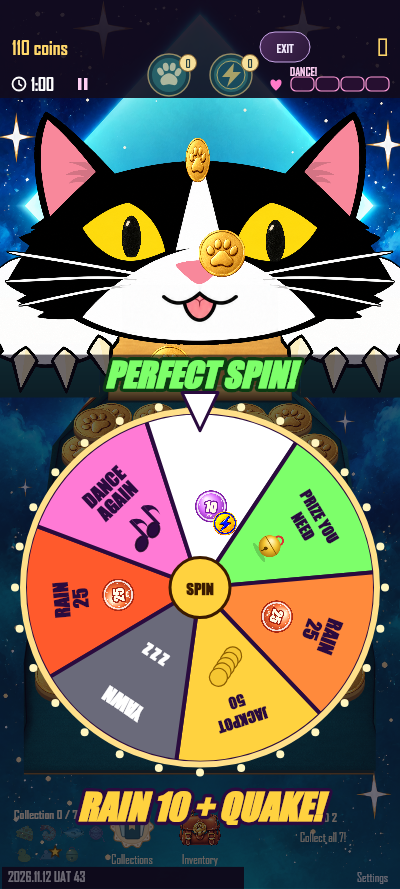 110 coins
EXIT
0
0
DANCE!
1:00
PERFECT SPIN!
DANCE
AGAIN
10
PRIZE YOU
NEED
RAIN
25
25
25
RAIN
25
SPIN
ZZZ
YAWN
JACKPOT
50
RAIN 10 + QUAKE!
Collection 0 / 7
Collect all 7!
Collections
Inventory
2026.11.12 UAT 43
Settings